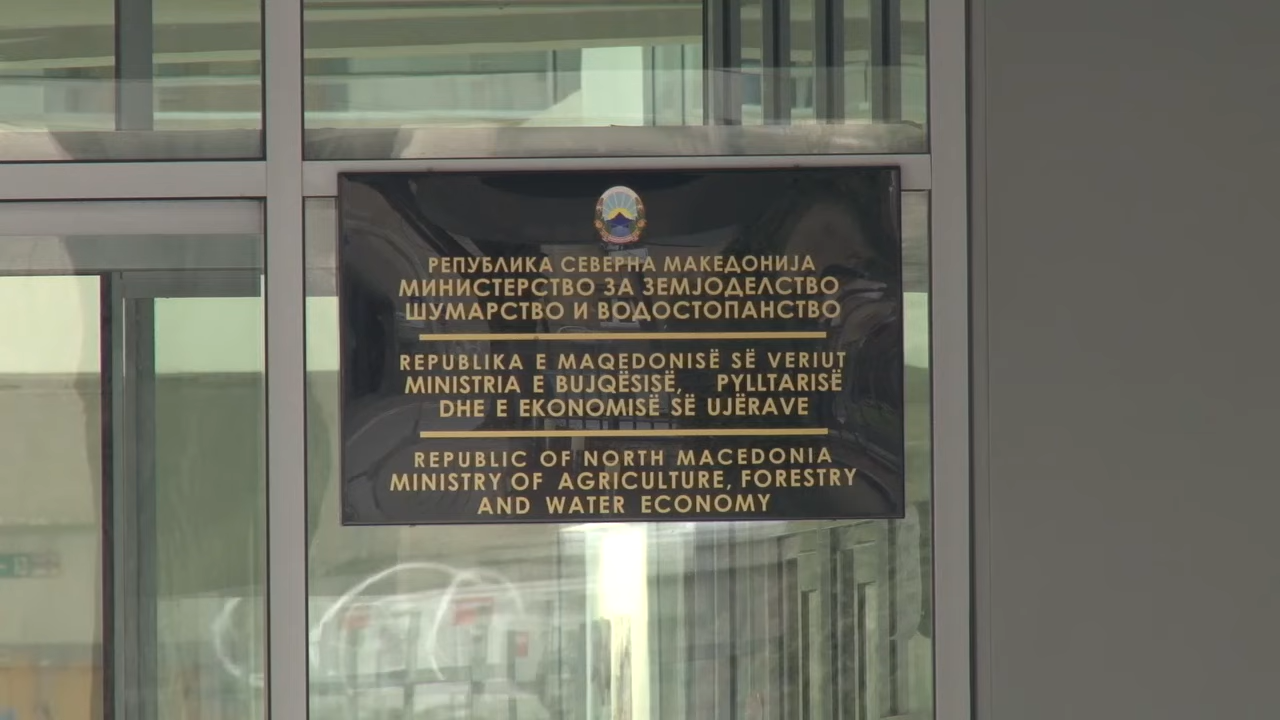 РЕПУБЛИКА СЕВЕРНА МАКЕДОНИЈА
МИНИСТЕРСТВО ЗА ЗЕМЈОДЕЛСТВО
ШУМАРСТВО И ВОДОСТОПАНСТВО
REPUBLIKA E MAQEDONISË SË VERIUT
MINISTRIA E BUJQËSISË, PYLLTARISË
DHE E EKONOMISË SË UJËRAVE
REPUBLIC OF NORTH MACEDONIA
MINISTRY OF AGRICULTURE, FORESTRY
AND WATER ECONOMY